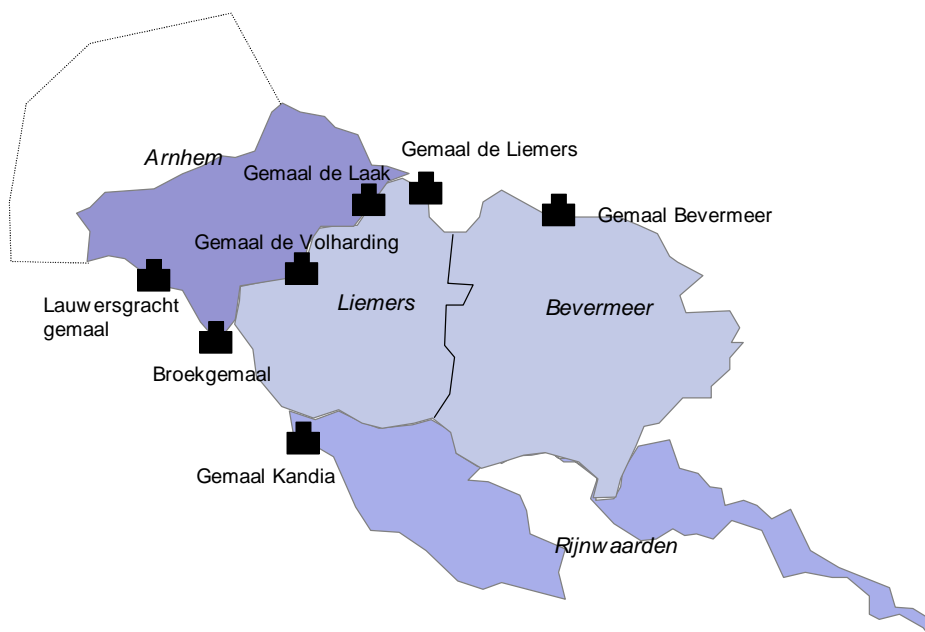 Arnhem
Gemaal de Liemers
Gemaal de Laak
Gemaal Bevermeer
Gemaal de Volharding
Lauwersgracht
gemaal
Liemers
Bevermeer
Broekgemaal
Gemaal Kandia
Rijnwaarden